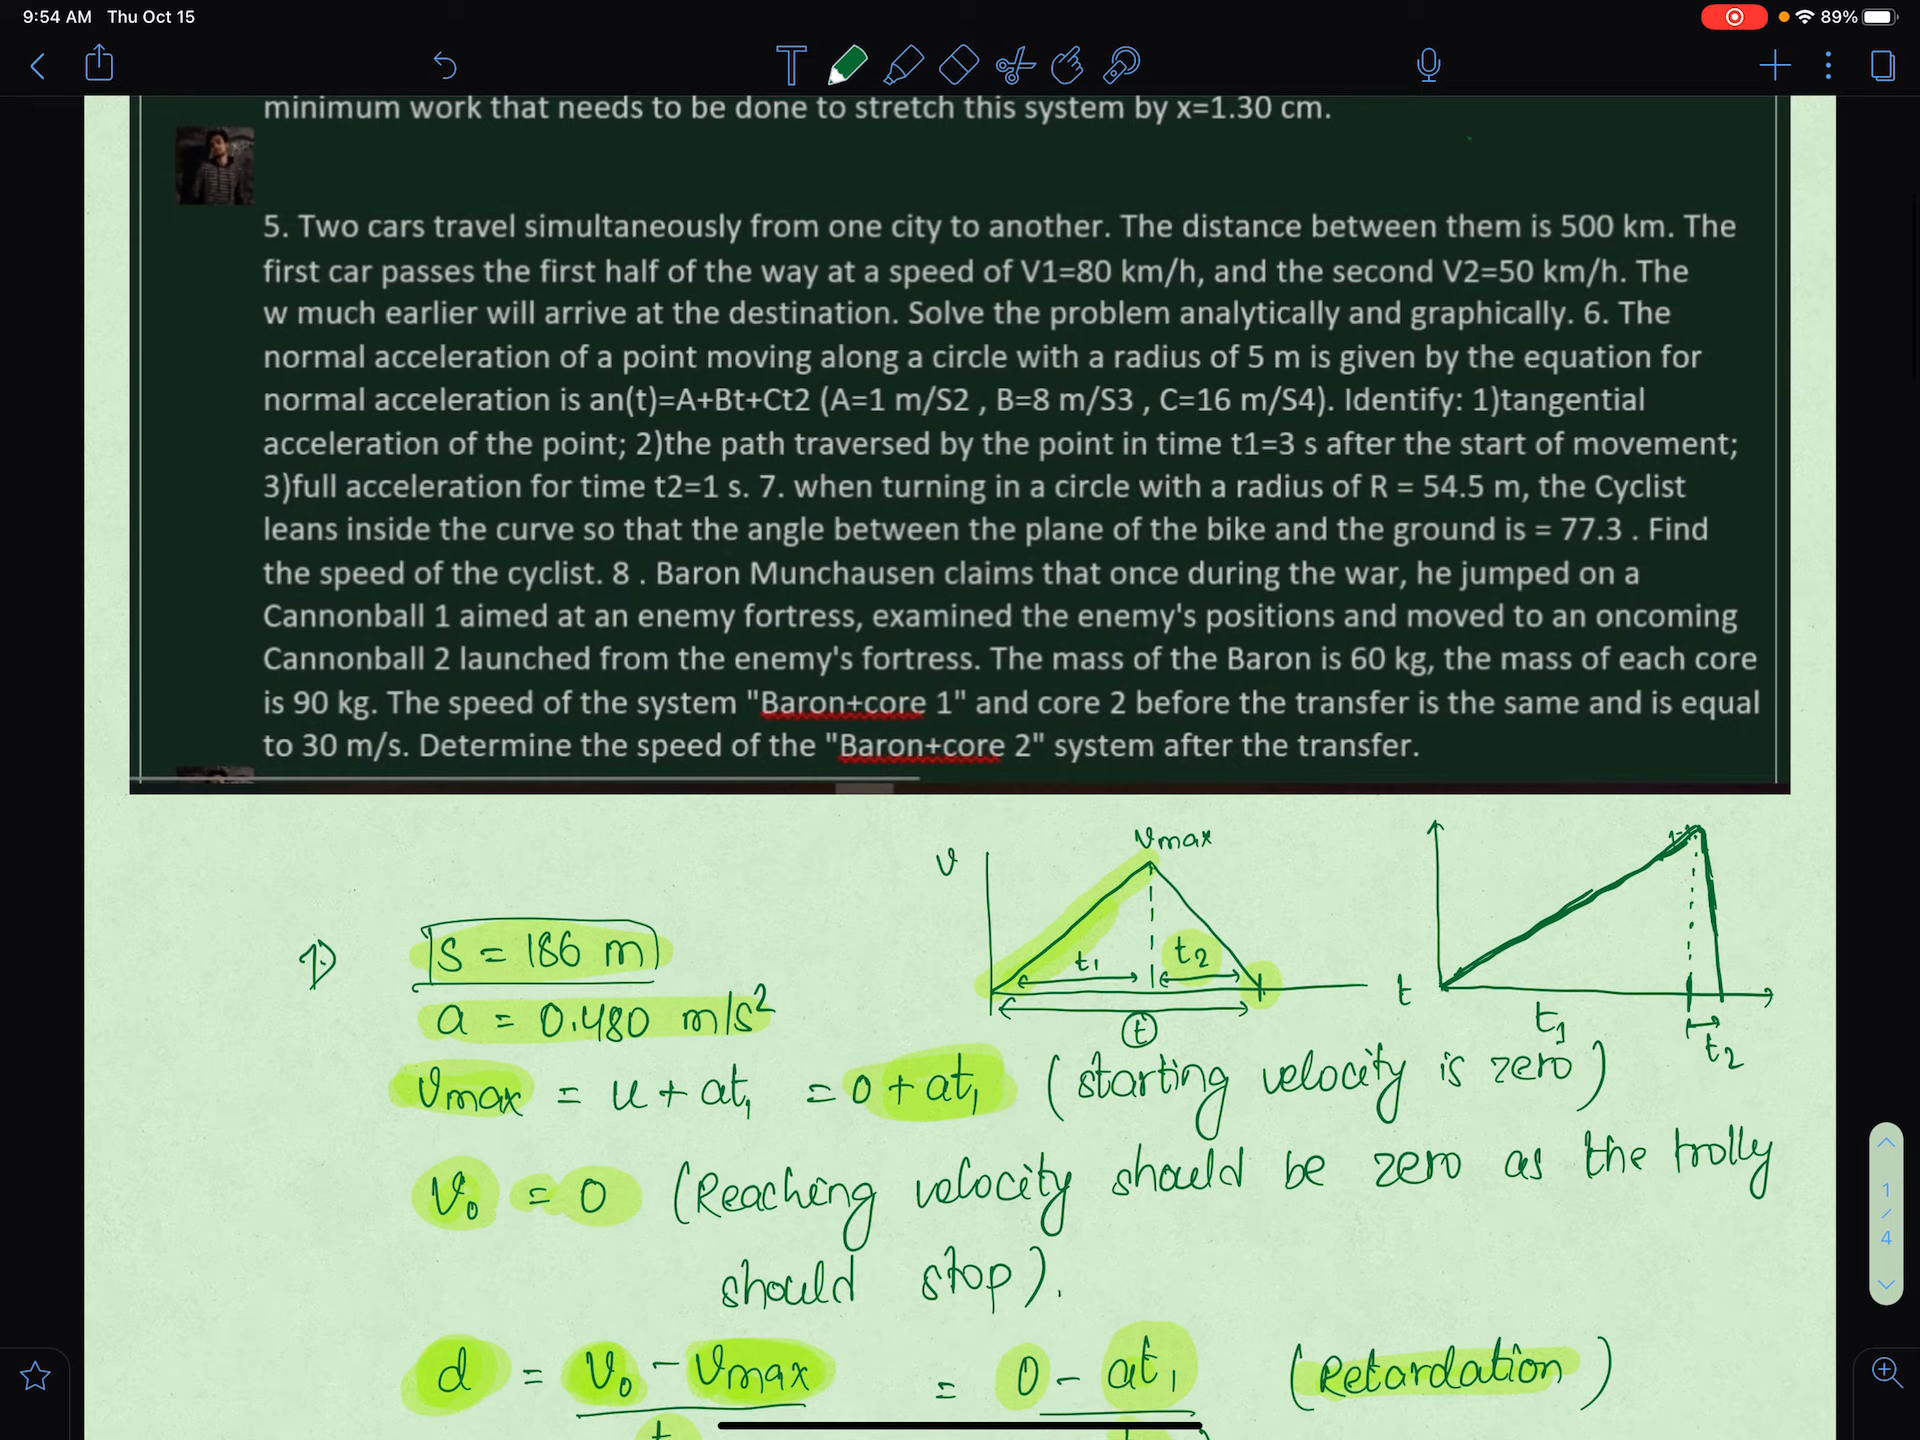 9:54 AM Thu Oct 15
89%
minimum work that needs to be done to stretch this system by x=1.30 cm.
5. Two cars travel simultaneously from one city to another. The distance between them is 500 km. The
first car passes the first half of the way at a speed of V1=80 km/h, and the second V2=50 km/h. The
w much earlier will arrive at the destination. Solve the problem analytically and graphically. 6. The
normal acceleration of a point moving along a circle with a radius of 5 m is given by the equation for
normal acceleration is an(t)=A+Bt+Ct2 (A=1 m/S2 , B=8 m/S3 , C=16 m/S4). Identify: 1)tangential
acceleration of the point; 2)the path traversed by the point in time t1=3 s after the start of movement;
3)full acceleration for time t2=1 s. 7. when turning in a circle with a radius of R = 54.5 m, the Cyclist
leans inside the curve so that the angle between the plane of the bike and the ground is = 77.3 . Find
the speed of the cyclist. 8 . Baron Munchausen claims that once during the war, he jumped on a
Cannonball 1 aimed at an enemy fortress, examined the enemy's positions and moved to an oncoming
Cannonball 2 launched from the enemy's fortress. The mass of the Baron is 60 kg, the mass of each core
is 90 kg. The speed of the system "Baron+core 1" and core 2 before the transfer is the same and is equal
to 30 m/s. Determine the speed of the "Baron+core 2" system after the transfer.
v
vmax
t1
t2
t
t
t1
t2
1)
S = 186 m
a = 0.480 m/s²
vmax = u + at1 = 0 + at1 (starting velocity is zero)
v0 = 0 (Reaching velocity should be zero as the trolly
should stop).
d = v0 - vmax = 0 - at1 (Retardation)
1
/
4